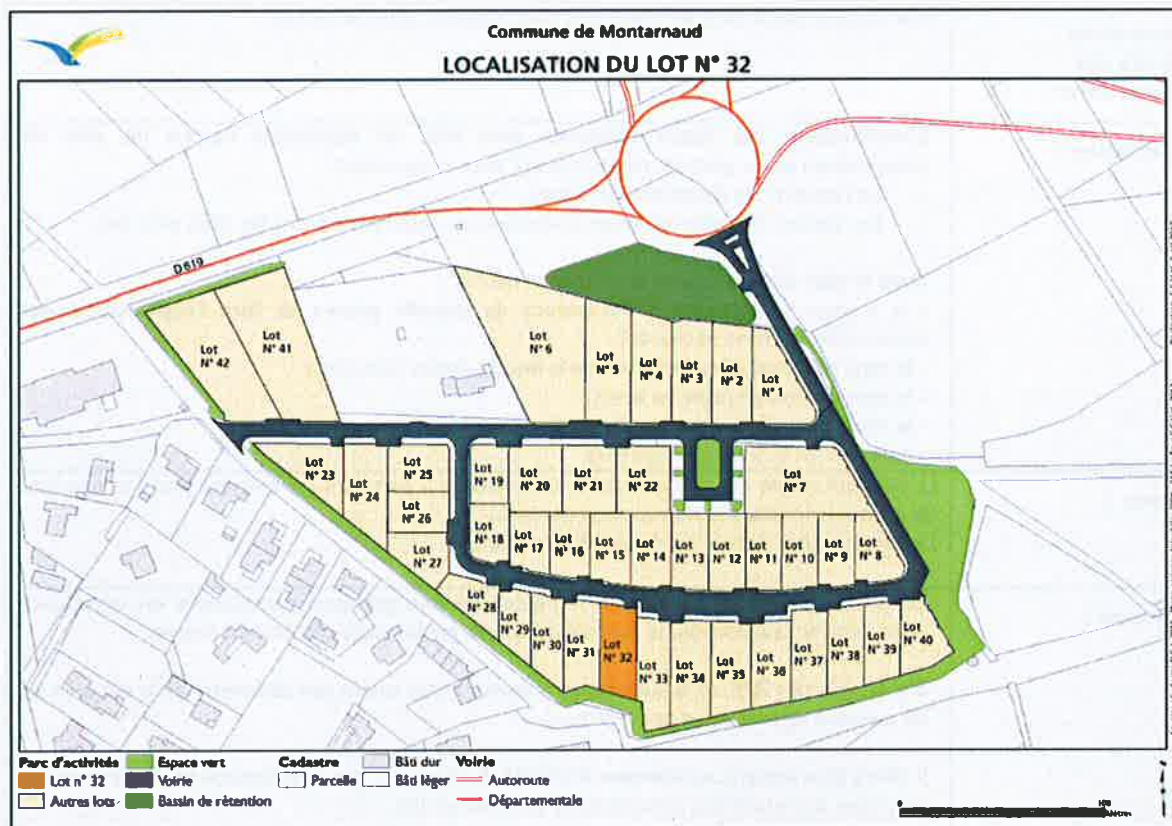 Commune de Montarnaud
LOCALISATION DU LOT N° 32
D619
Lot N° 42
Lot N° 41
Lot N° 6
Lot N° 5
Lot N° 4
Lot N° 3
Lot N° 2
Lot N° 1
Lot N° 23
Lot N° 24
Lot N° 25
Lot N° 26
Lot N° 27
Lot N° 19
Lot N° 20
Lot N° 21
Lot N° 22
Lot N° 7
Lot N° 18
Lot N° 17
Lot N° 16
Lot N° 15
Lot N° 14
Lot N° 13
Lot N° 12
Lot N° 11
Lot N° 10
Lot N° 9
Lot N° 8
Lot N° 28
Lot N° 29
Lot N° 30
Lot N° 31
Lot N° 32
Lot N° 33
Lot N° 34
Lot N° 35
Lot N° 36
Lot N° 37
Lot N° 38
Lot N° 39
Lot N° 40
Parc d'activités
Lot n° 32
Autres lots
Espace vert
Voirie
Bassin de rétention
Cadastre
Parcelle
Bâti dur
Bâti léger
Voirie
Autoroute
Départementale
0 100
Mètres